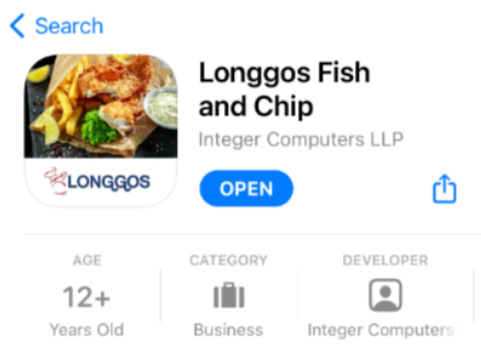 Search
Longgos Fish
and Chip
Integer Computers LLP
LONGGOS
OPEN
AGE
CATEGORY
DEVELOPER
12+
Years Old
Business
Integer Computers